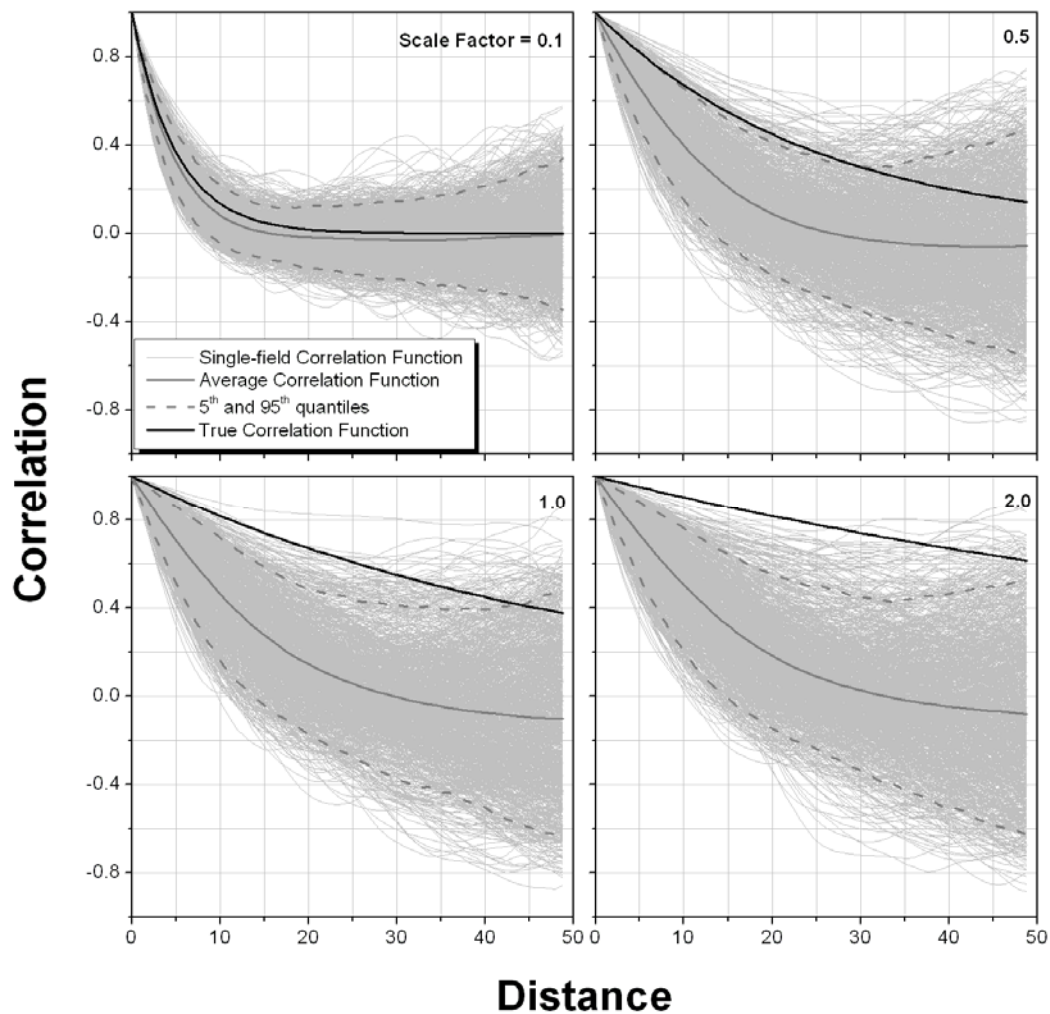 Scale Factor = 0.1
0.5
0.8
0.4
0.0
-0.4
-0.8
Single-field Correlation Function
Average Correlation Function
5th and 95th quantiles
True Correlation Function
1.0
2.0
0.8
0.4
0.0
-0.4
-0.8
0 10 20 30 40 50
0 10 20 30 40 50
Correlation
Distance